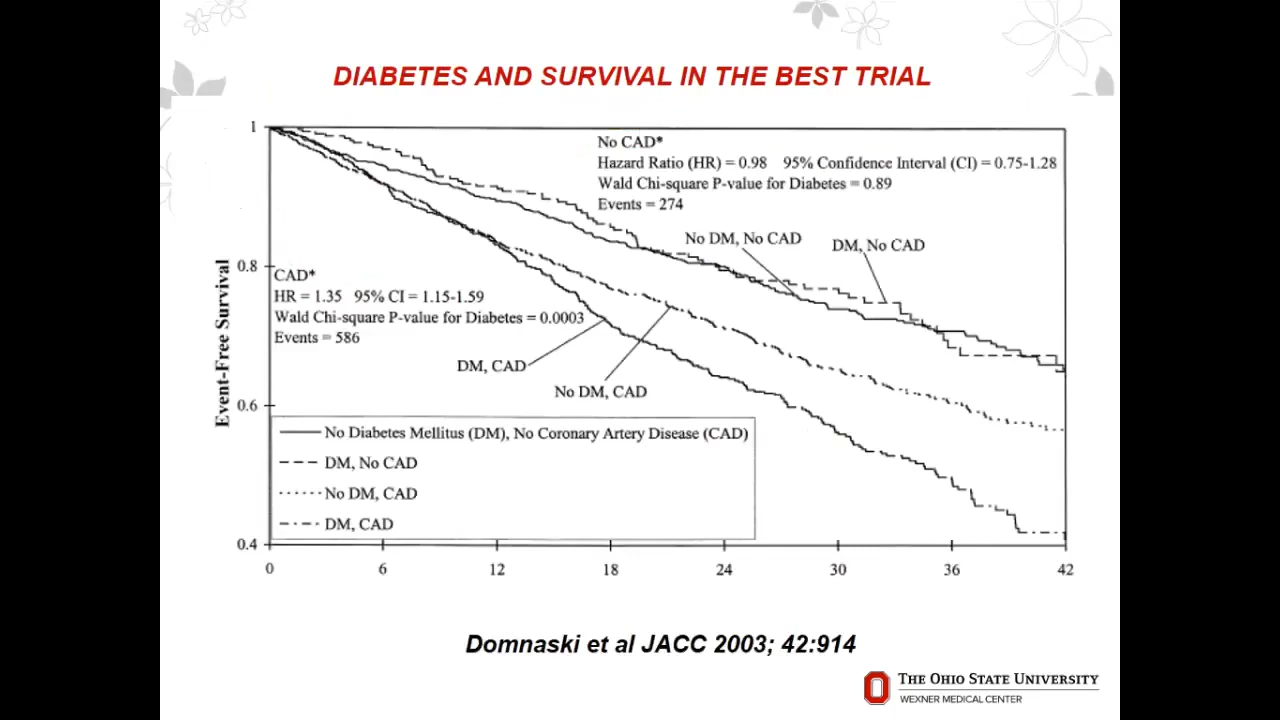 DIABETES AND SURVIVAL IN THE BEST TRIAL
1
No CAD*
Hazard Ratio (HR) = 0.98 95% Confidence Interval (CI) = 0.75-1.28
Wald Chi-square P-value for Diabetes = 0.89
Events = 274
No DM, No CAD
DM, No CAD
0.8
CAD*
HR = 1.35 95% CI = 1.15-1.59
Wald Chi-square P-value for Diabetes = 0.0003
Events = 586
DM, CAD
No DM, CAD
Event-Free Survival
0.6
No Diabetes Mellitus (DM), No Coronary Artery Disease (CAD)
DM, No CAD
No DM, CAD
DM, CAD
0.4
0 6 12 18 24 30 36 42
Domnaski et al JACC 2003; 42:914
THE OHIO STATE UNIVERSITY
WEXNER MEDICAL CENTER